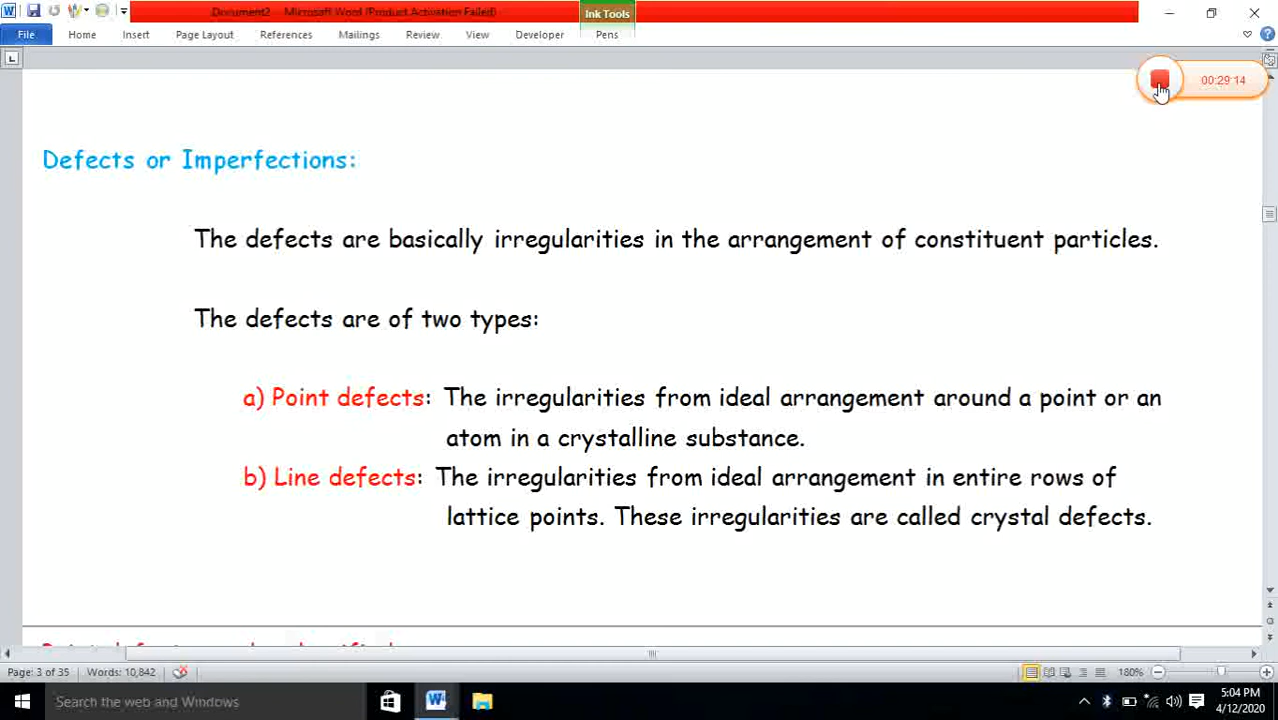 Document2 - Microsoft Word (Product Activation Failed)
Ink Tools
File Home Insert Page Layout References Mailings Review View Developer Pens
00:29:14
Defects or Imperfections:
The defects are basically irregularities in the arrangement of constituent particles.
The defects are of two types:
a) Point defects: The irregularities from ideal arrangement around a point or an
atom in a crystalline substance.
b) Line defects: The irregularities from ideal arrangement in entire rows of
lattice points. These irregularities are called crystal defects.
Page: 3 of 35 Words: 10,842 180%
Search the web and Windows
5:04 PM
4/12/2020